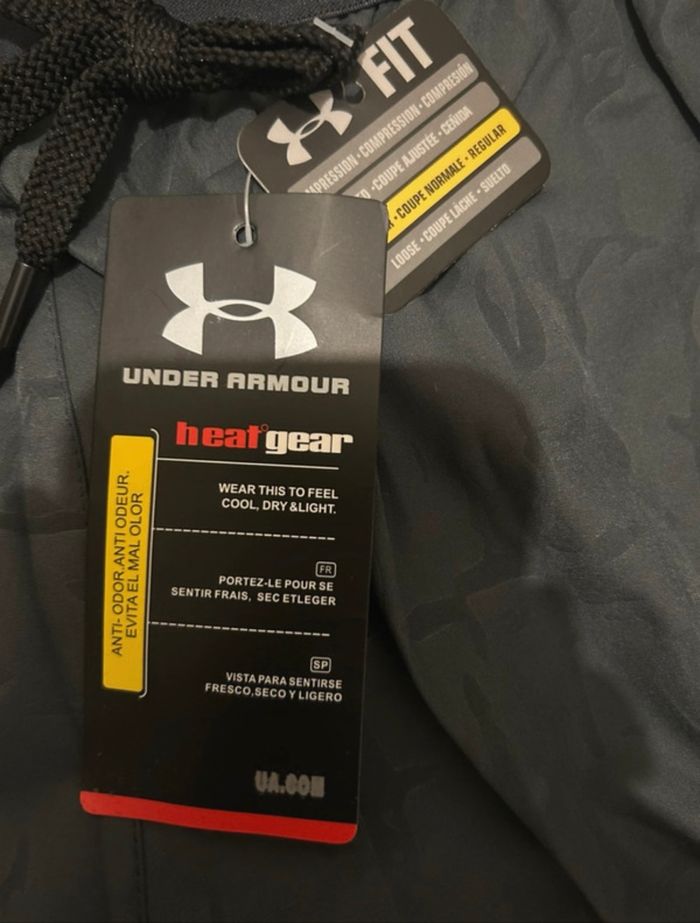 FIT
COMPRESSION • COMPRESIÓN
COUPE AJUSTÉE • CEÑIDA
• COUPE NORMALE • REGULAR
LOOSE • COUPE LÂCHE • SUELTO
UNDER ARMOUR
heat°gear
WEAR THIS TO FEEL
COOL, DRY &LIGHT.
FR
PORTEZ-LE POUR SE
SENTIR FRAIS, SEC ETLEGER
SP
VISTA PARA SENTIRSE
FRESCO,SECO Y LIGERO
ANTI- ODOR.ANTI ODEUR.
EVITA EL MAL OLOR
UA.COM